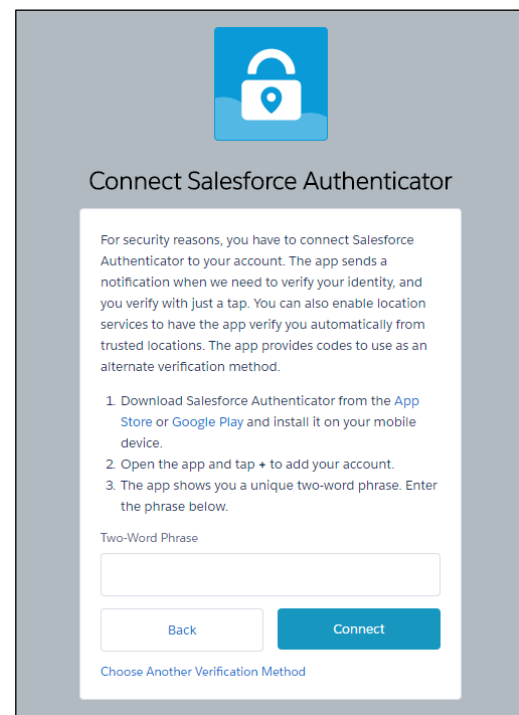 Connect Salesforce Authenticator
For security reasons, you have to connect Salesforce
Authenticator to your account. The app sends a
notification when we need to verify your identity, and
you verify with just a tap. You can also enable location
services to have the app verify you automatically from
trusted locations. The app provides codes to use as an
alternate verification method.
1. Download Salesforce Authenticator from the App
Store or Google Play and install it on your mobile
device.
2. Open the app and tap + to add your account.
3. The app shows you a unique two-word phrase. Enter
the phrase below.
Two-Word Phrase
Back
Connect
Choose Another Verification Method